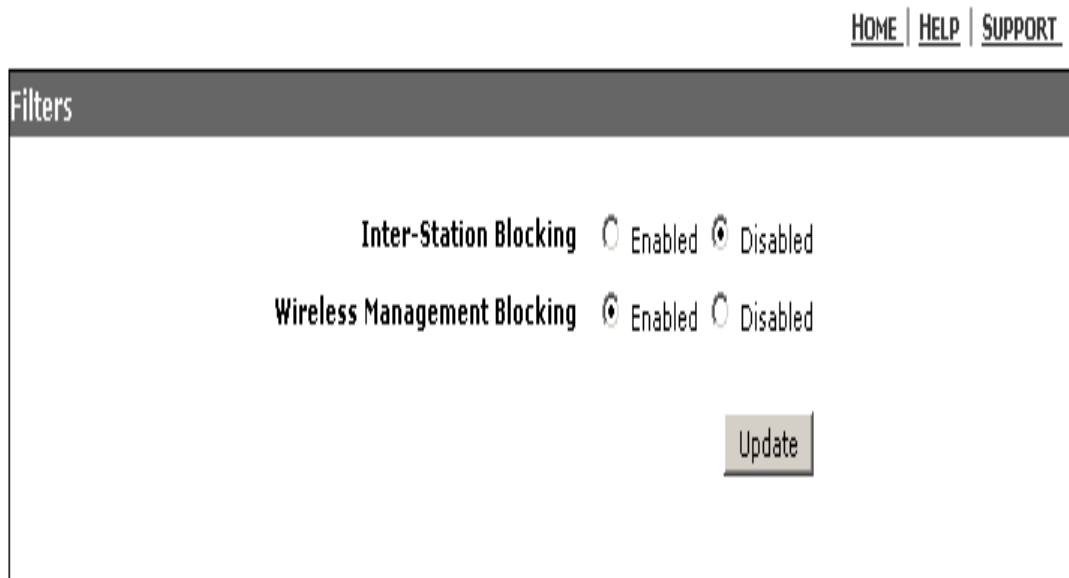 HOME | HELP | SUPPORT
Filters
Inter-Station Blocking Enabled Disabled
Wireless Management Blocking Enabled Disabled
Update